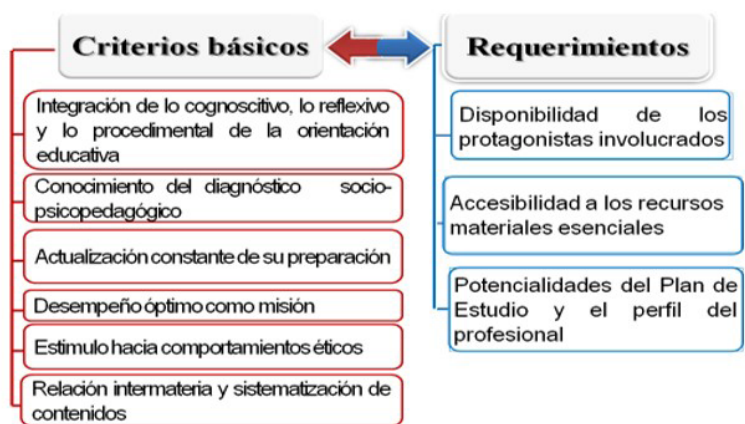 Criterios básicos
Integración de lo cognoscitivo, lo reflexivo
y lo procedimental de la orientación
educativa
Conocimiento del diagnóstico socio-
psicopedagógico
Actualización constante de su preparación
Desempeño óptimo como misión
Estimulo hacia comportamientos éticos
Relación intermateria y sistematización de
contenidos
Requerimientos
Disponibilidad de los
protagonistas involucrados
Accesibilidad a los recursos
materiales esenciales
Potencialidades del Plan de
Estudio y el perfil del
profesional